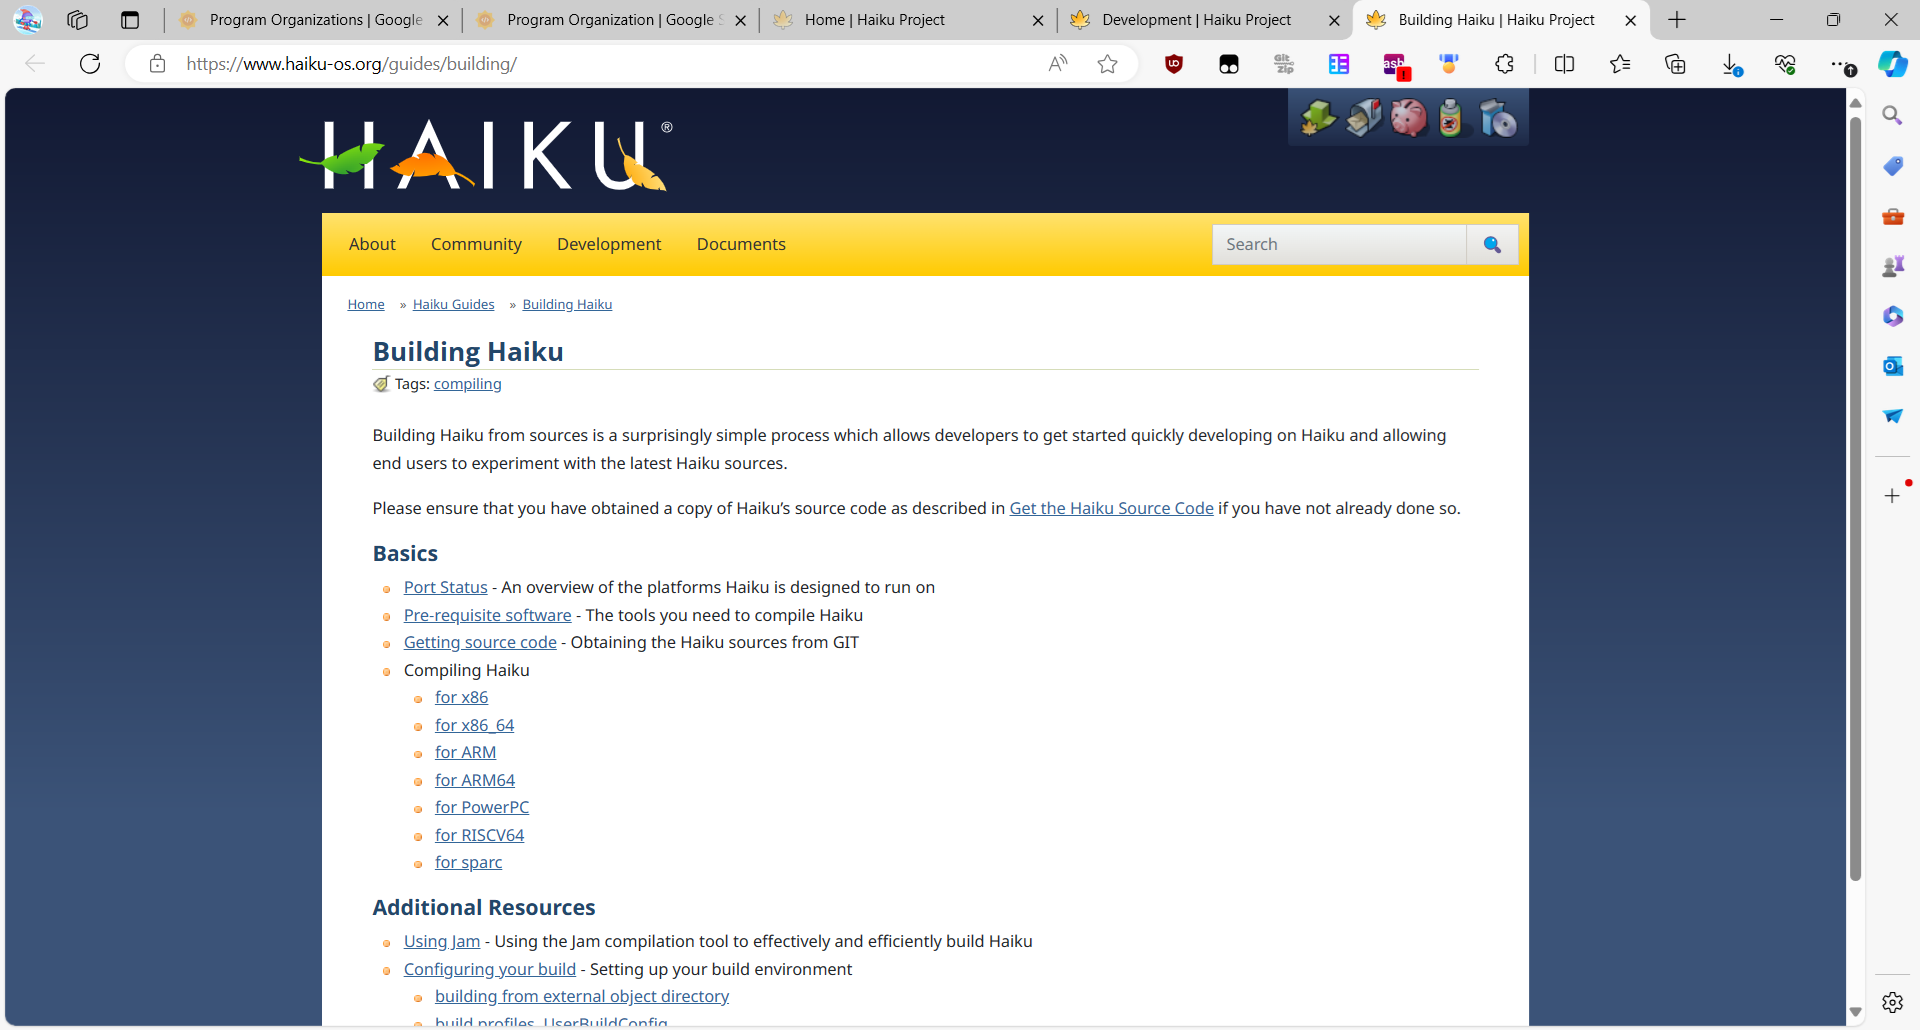 Program Organizations | Google
Program Organization | Google S
Home | Haiku Project
Development | Haiku Project
Building Haiku | Haiku Project
https://www.haiku-os.org/guides/building/
HAIKU®
About
Community
Development
Documents
Search
Home » Haiku Guides » Building Haiku
Building Haiku
Tags: compiling
Building Haiku from sources is a surprisingly simple process which allows developers to get started quickly developing on Haiku and allowing
end users to experiment with the latest Haiku sources.
Please ensure that you have obtained a copy of Haiku’s source code as described in Get the Haiku Source Code if you have not already done so.
Basics
Port Status - An overview of the platforms Haiku is designed to run on
Pre-requisite software - The tools you need to compile Haiku
Getting source code - Obtaining the Haiku sources from GIT
Compiling Haiku
for x86
for x86_64
for ARM
for ARM64
for PowerPC
for RISCV64
for sparc
Additional Resources
Using Jam - Using the Jam compilation tool to effectively and efficiently build Haiku
Configuring your build - Setting up your build environment
building from external object directory
build profiles, UserBuildConfig